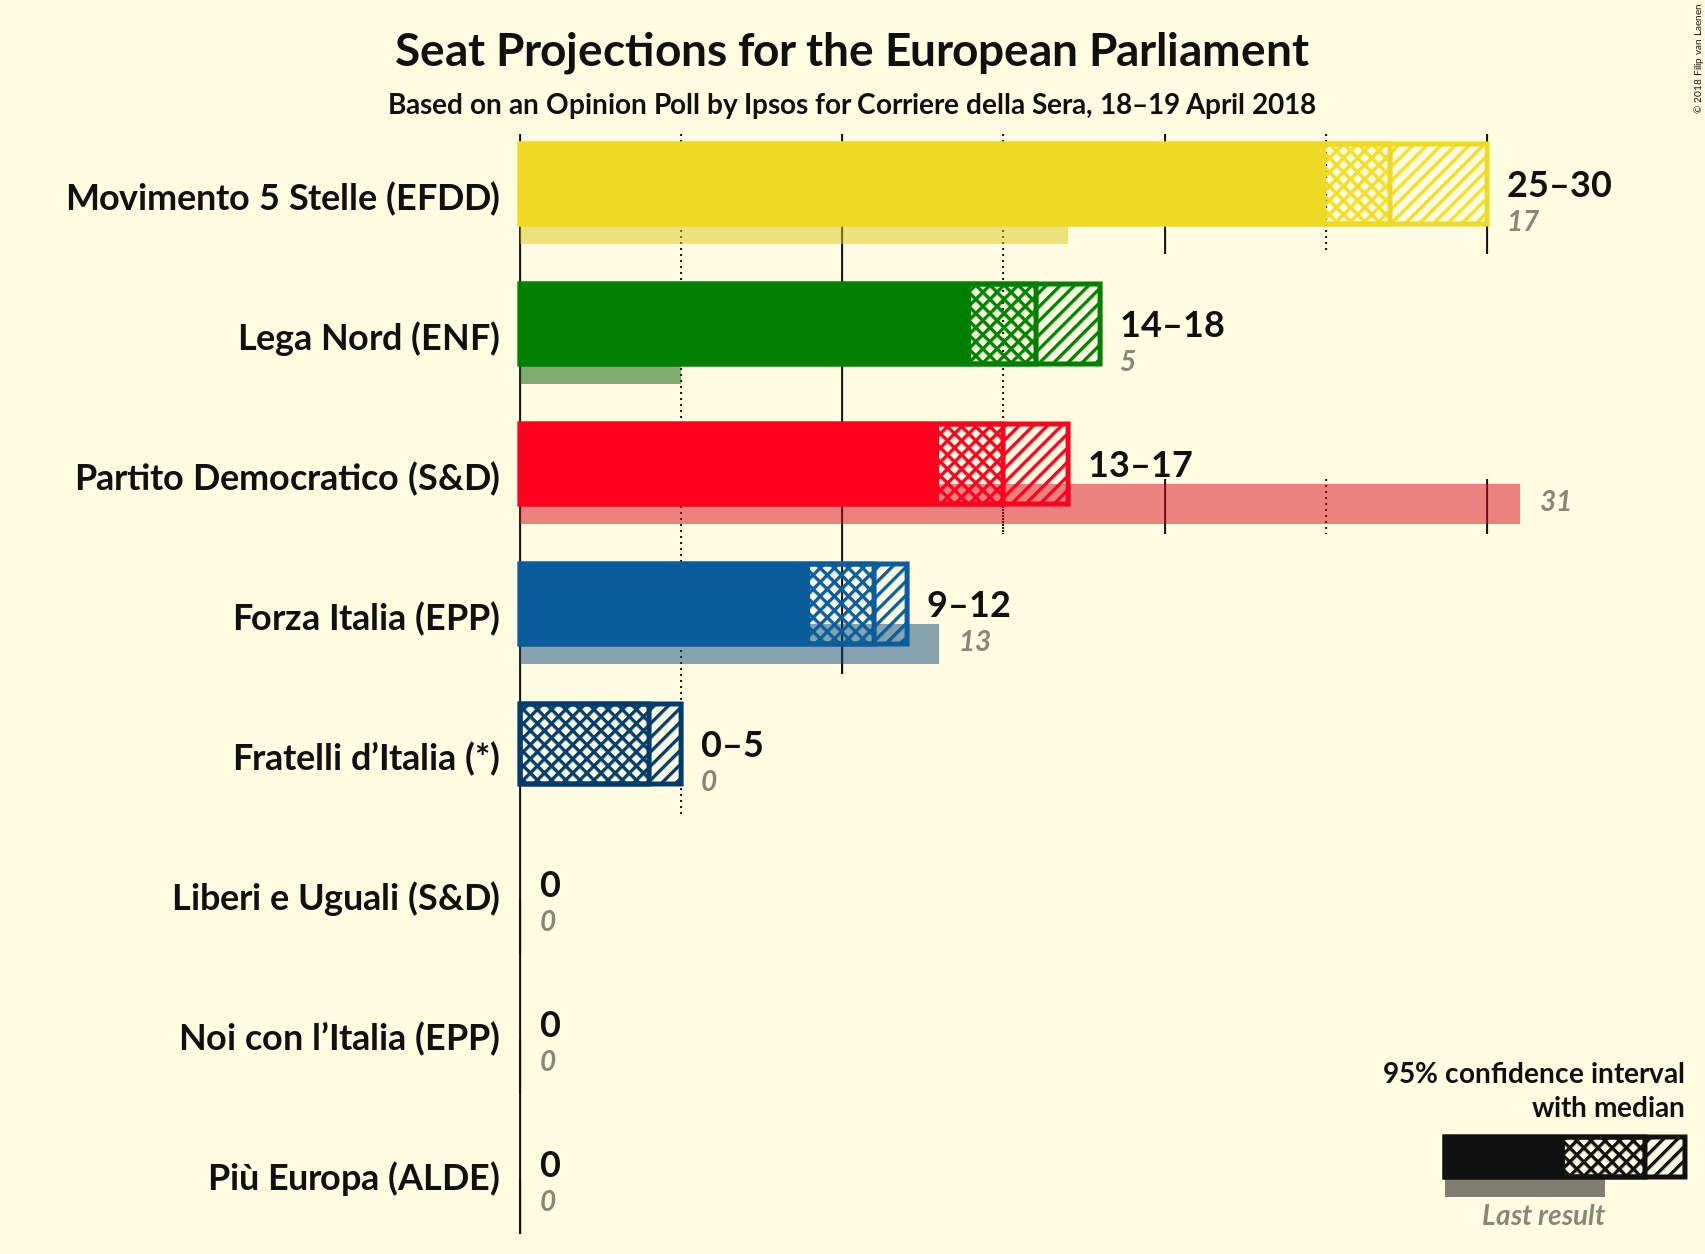 Seat Projections for the European Parliament
Based on an Opinion Poll by Ipsos for Corriere della Sera, 18–19 April 2018
© 2018 Filip van Laenen
Movimento 5 Stelle (EFDD)
25–30
17
Lega Nord (ENF)
14–18
5
Partito Democratico (S&D)
13–17
31
Forza Italia (EPP)
9–12
13
Fratelli d’Italia (*)
0–5
0
Liberi e Uguali (S&D)
0
0
Noi con l’Italia (EPP)
0
0
Più Europa (ALDE)
0
0
95% confidence interval
with median
Last result